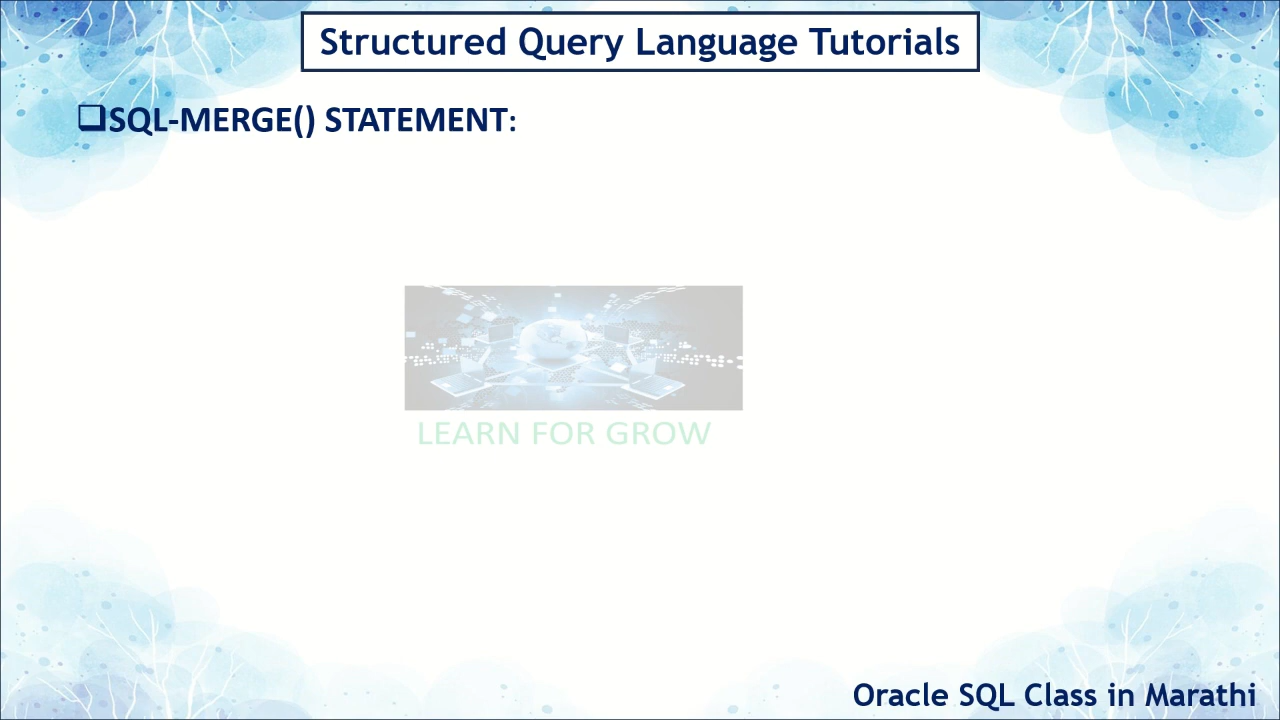 Structured Query Language Tutorials
❑SQL-MERGE() STATEMENT:
LEARN FOR GROW
Oracle SQL Class in Marathi